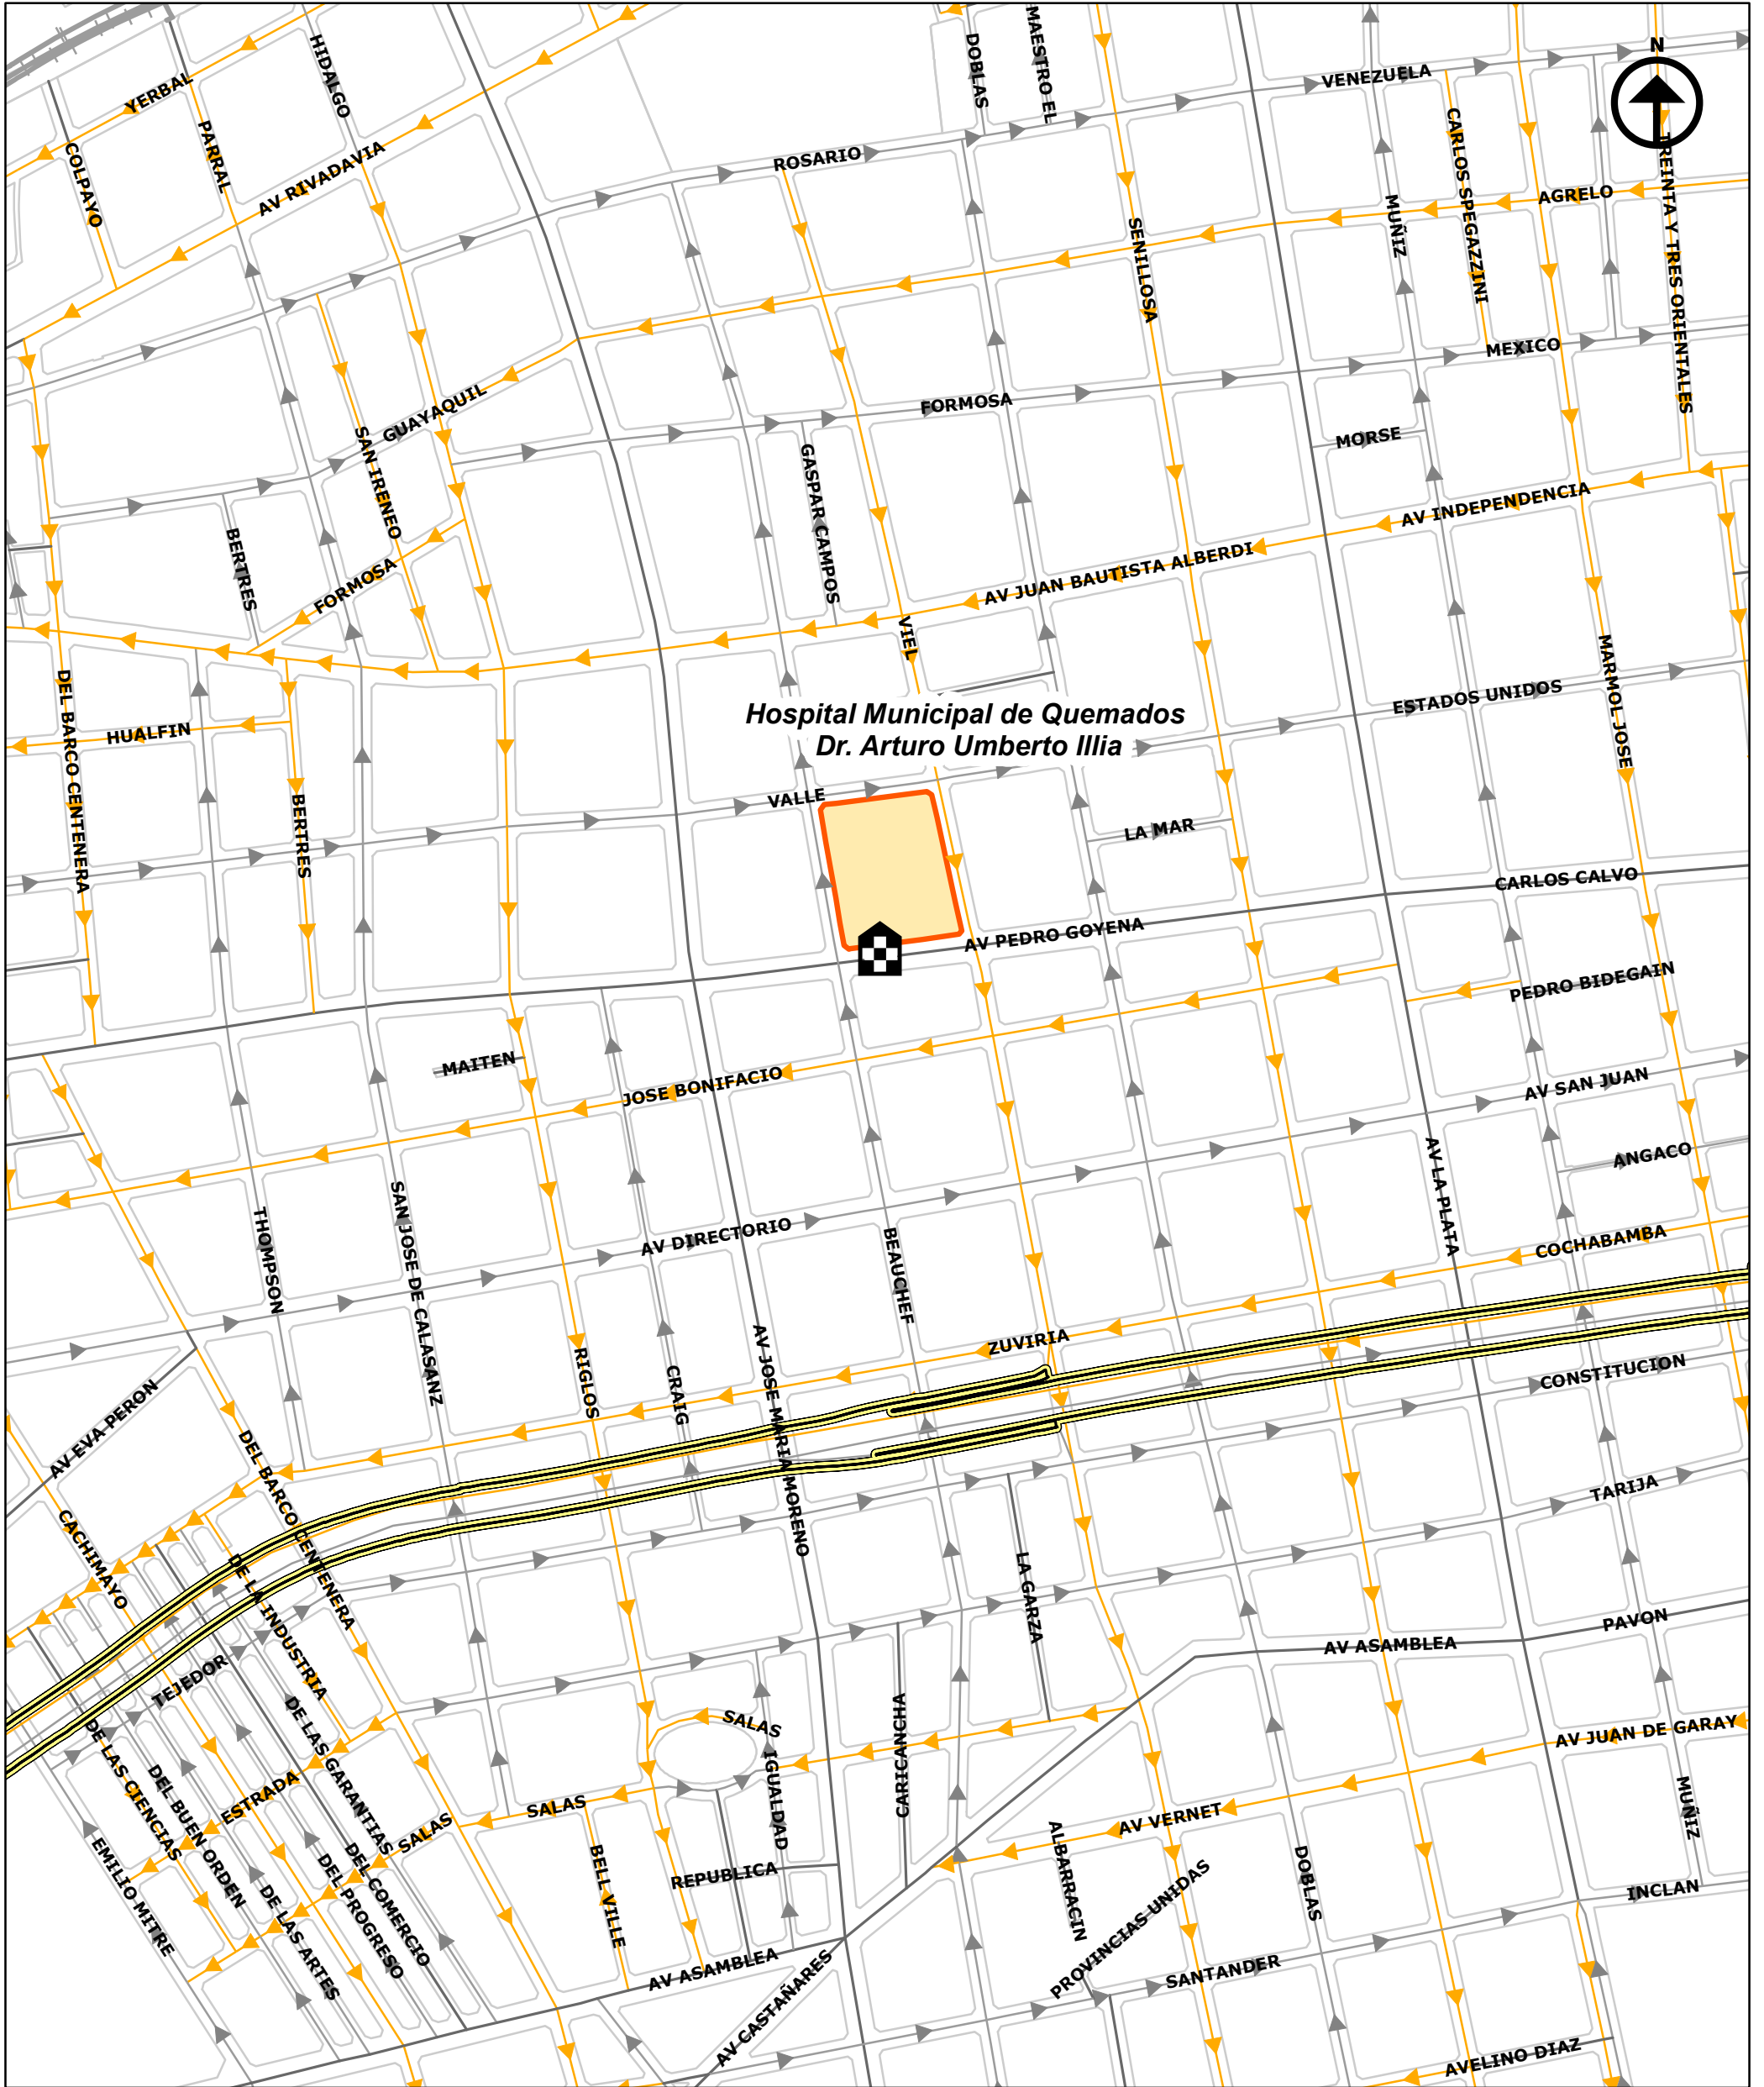 HIDALGO
DOBLAS
MAESTRO EL
N
VENEZUELA
YERBAL
COLPAYO
PARRAL
AV RIVADAVIA
ROSARIO
CARLOS SPEGAZZINI
TREINTA Y TRES ORIENTALES
AGRELO
MUÑIZ
SENILLOSA
MEXICO
GUAYAQUIL
FORMOSA
SAN IRENEO
GASPAR CAMPOS
MORSE
AV INDEPENDENCIA
BERTRES
FORMOSA
AV JUAN BAUTISTA ALBERDI
VIEL
MARMOL JOSE
DEL BARCO CENTENERA
HUALFIN
ESTADOS UNIDOS
Hospital Municipal de Quemados
Dr. Arturo Umberto Illia
BERTRES
VALLE
LA MAR
CARLOS CALVO
AV PEDRO GOYENA
PEDRO BIDEGAIN
MAITEN
JOSE BONIFACIO
AV SAN JUAN
ANGACO
AV LA PLATA
THOMPSON
SAN JOSE DE CALASANZ
AV DIRECTORIO
BEAUCHEF
COCHABAMBA
ZUVIRIA
AV JOSE MARIA MORENO
RIGLOS
CRAIG
CONSTITUCION
AV EVA PERON
DEL BARCO CENTENERA
TARIJA
CACHIMAYO
DE LA INDUSTRIA
LA GARZA
PAVON
AV ASAMBLEA
TEJEDOR
DE LAS GARANTIAS
SALAS
CARICANCHA
AV JUAN DE GARAY
DE LAS CIENCIAS
DEL BUEN ORDEN
ESTRADA
IGUALDAD
MUÑIZ
SALAS
SALAS
AV VERNET
EMILIO MITRE
DEL COMERCIO
DEL PROGRESO
DE LAS ARTES
BELL VILLE
REPUBLICA
ALBARRACIN
PROVINCIAS UNIDAS
DOBLAS
INCLAN
AV ASAMBLEA
AV CASTAÑARES
SANTANDER
AVELINO DIAZ